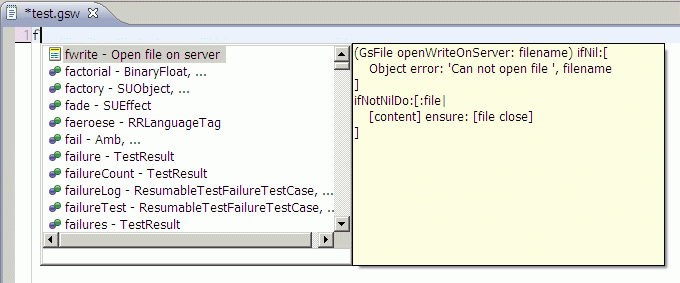 *test.gsw
1 f
fwrite - Open file on server
factorial - BinaryFloat, ...
factory - SUObject, ...
fade - SUEffect
faeroese - RRLanguageTag
fail - Amb, ...
failure - TestResult
failureCount - TestResult
failureLog - ResumableTestFailureTestCase, ...
failureTest - ResumableTestFailureTestCase, ...
failures - TestResult
(GsFile openWriteOnServer: filename) ifNil:[
Object error: 'Can not open file ', filename
]
ifNotNilDo:[:file|
[content] ensure: [file close]
]